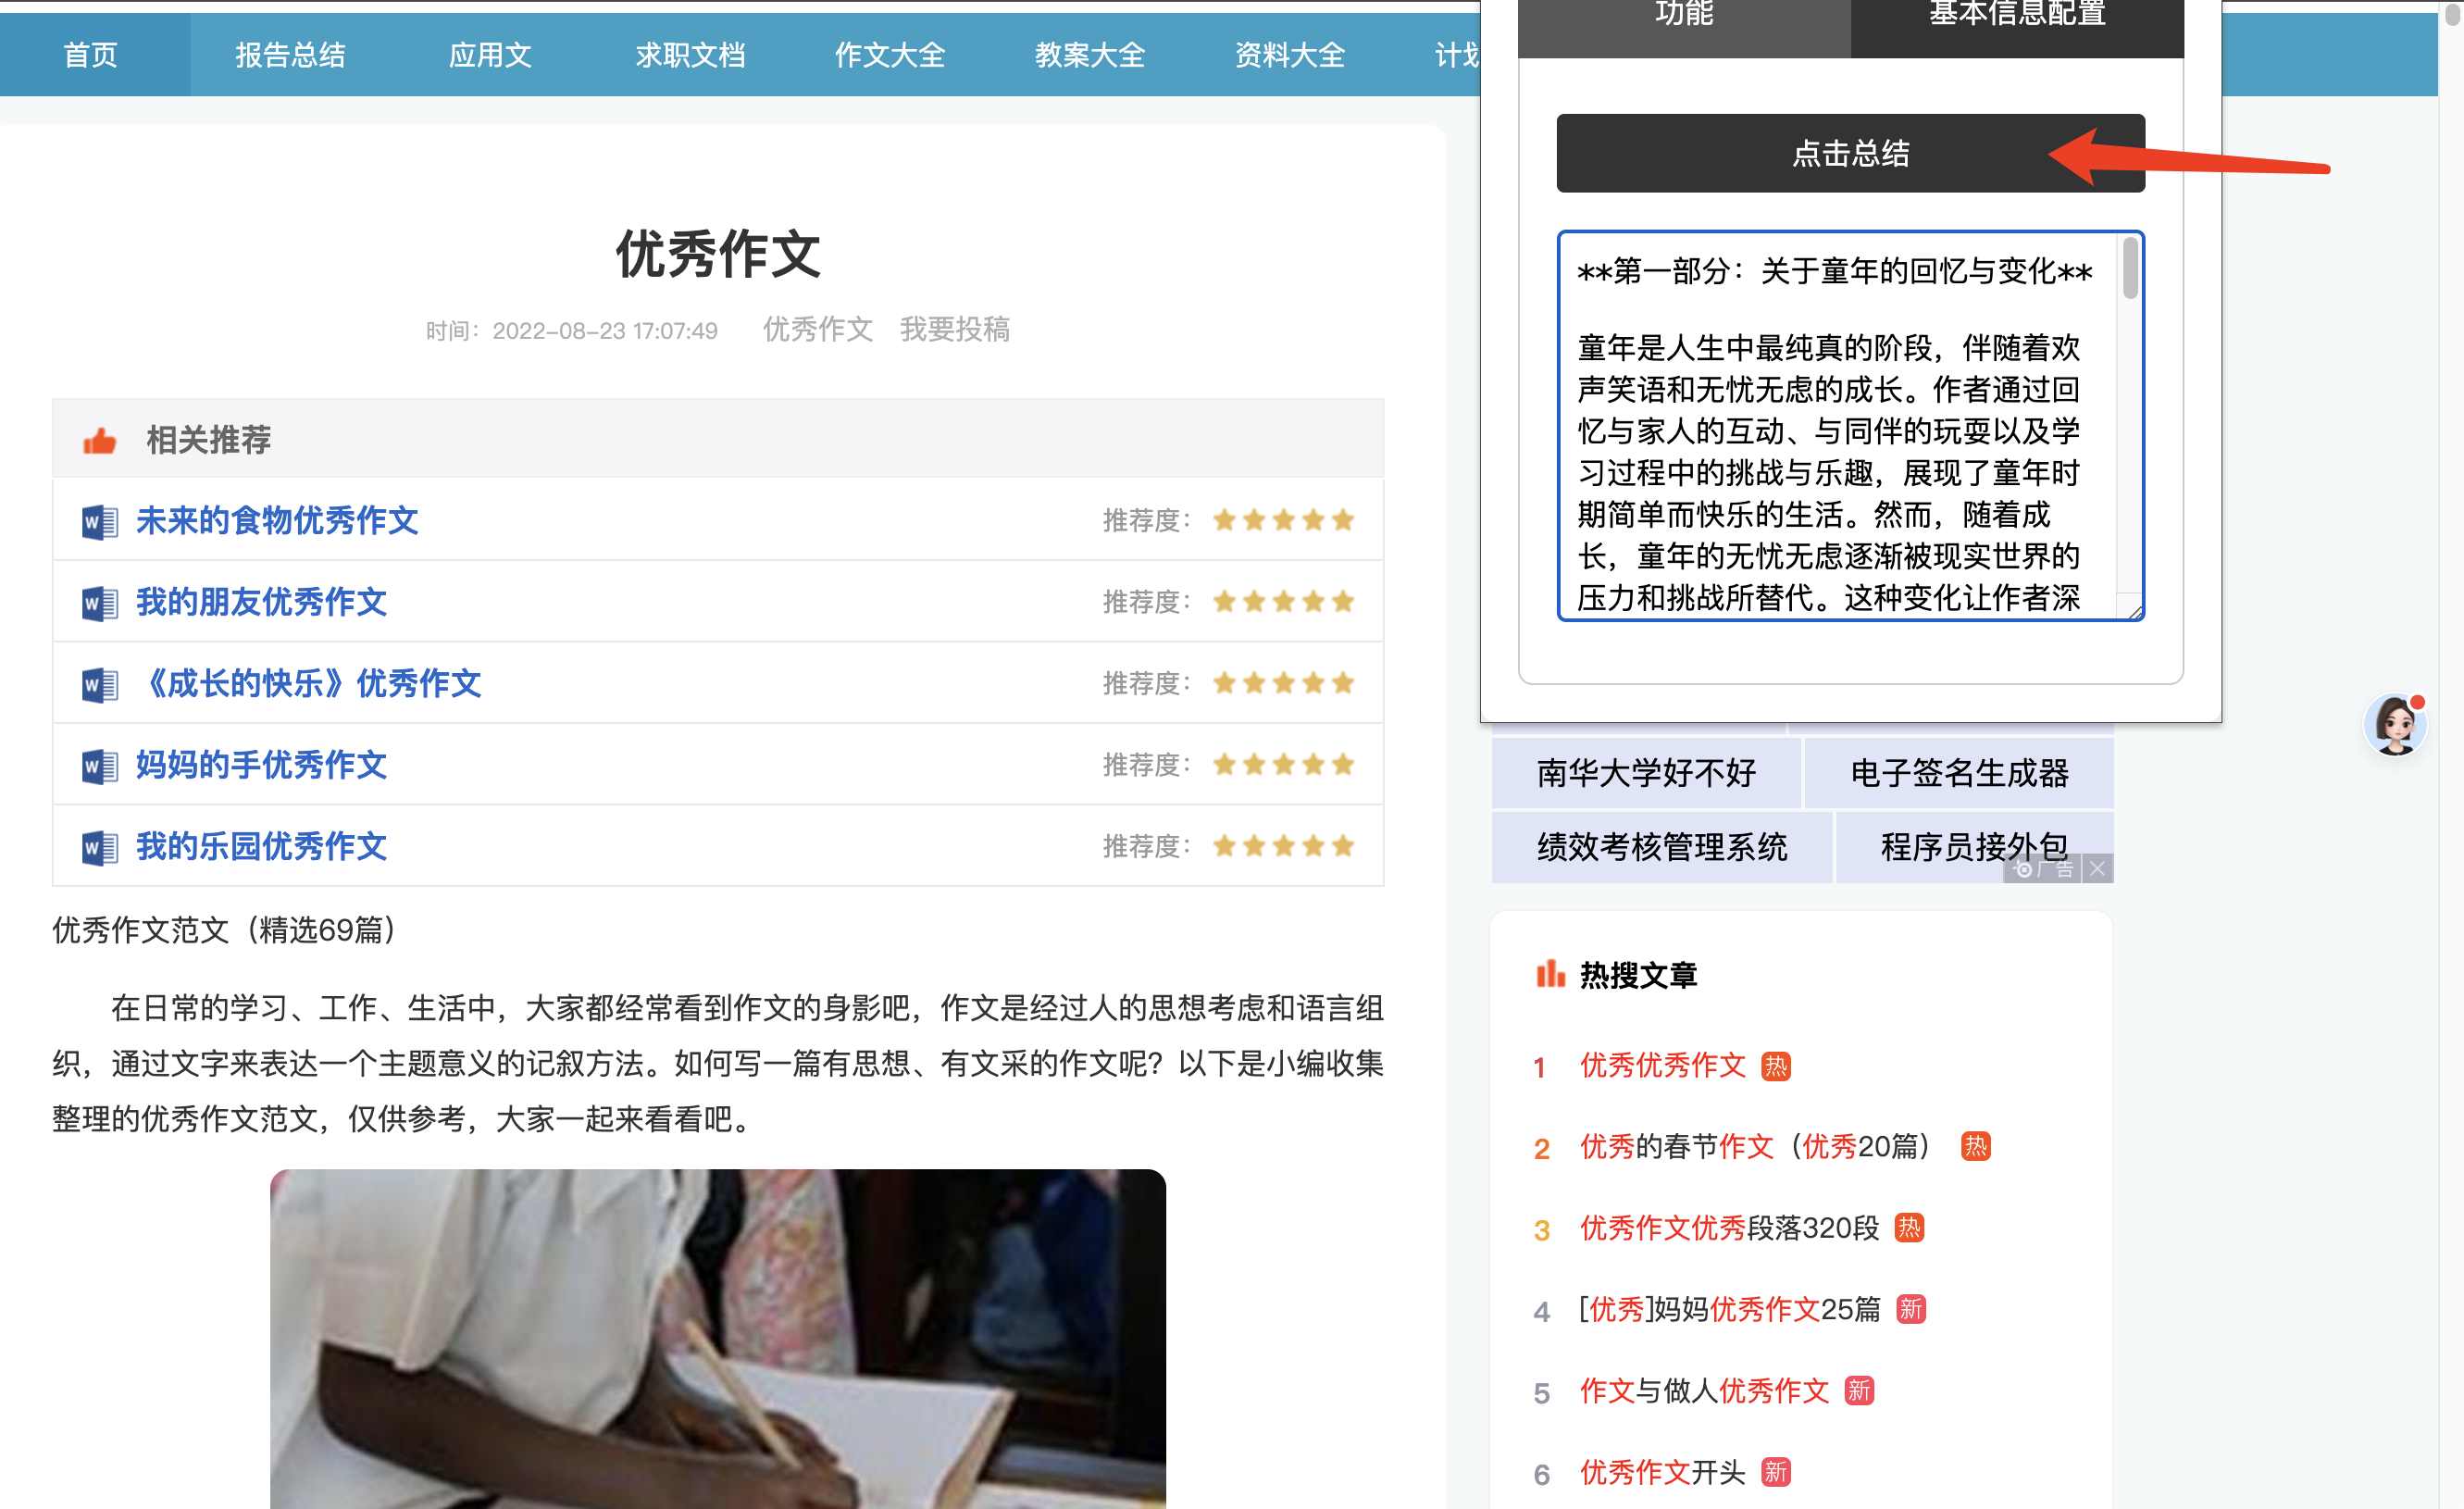 首页 报告总结 应用文 求职文档 作文大全 教案大全 资料大全 计划
功能 基本信息配置
点击总结
**第一部分：关于童年的回忆与变化**
童年是人生中最纯真的阶段，伴随着欢
声笑语和无忧无虑的成长。作者通过回
忆与家人的互动、与同伴的玩耍以及学
习过程中的挑战与乐趣，展现了童年时
期简单而快乐的生活。然而，随着成
长，童年的无忧无虑逐渐被现实世界的
压力和挑战所替代。这种变化让作者深
优秀作文
时间：2022-08-23 17:07:49 优秀作文 我要投稿
相关推荐
未来的食物优秀作文 推荐度：
我的朋友优秀作文 推荐度：
《成长的快乐》优秀作文 推荐度：
妈妈的手优秀作文 推荐度：
我的乐园优秀作文 推荐度：
优秀作文范文（精选69篇）
在日常的学习、工作、生活中，大家都经常看到作文的身影吧，作文是经过人的思想考虑和语言组
织，通过文字来表达一个主题意义的记叙方法。如何写一篇有思想、有文采的作文呢？以下是小编收集
整理的优秀作文范文，仅供参考，大家一起来看看吧。
南华大学好不好 电子签名生成器
绩效考核管理系统 程序员接外包
广告
热搜文章
1 优秀优秀作文 热
2 优秀的春节作文（优秀20篇） 热
3 优秀作文优秀段落320段 热
4 [优秀]妈妈优秀作文25篇 新
5 作文与做人优秀作文 新
6 优秀作文开头 新